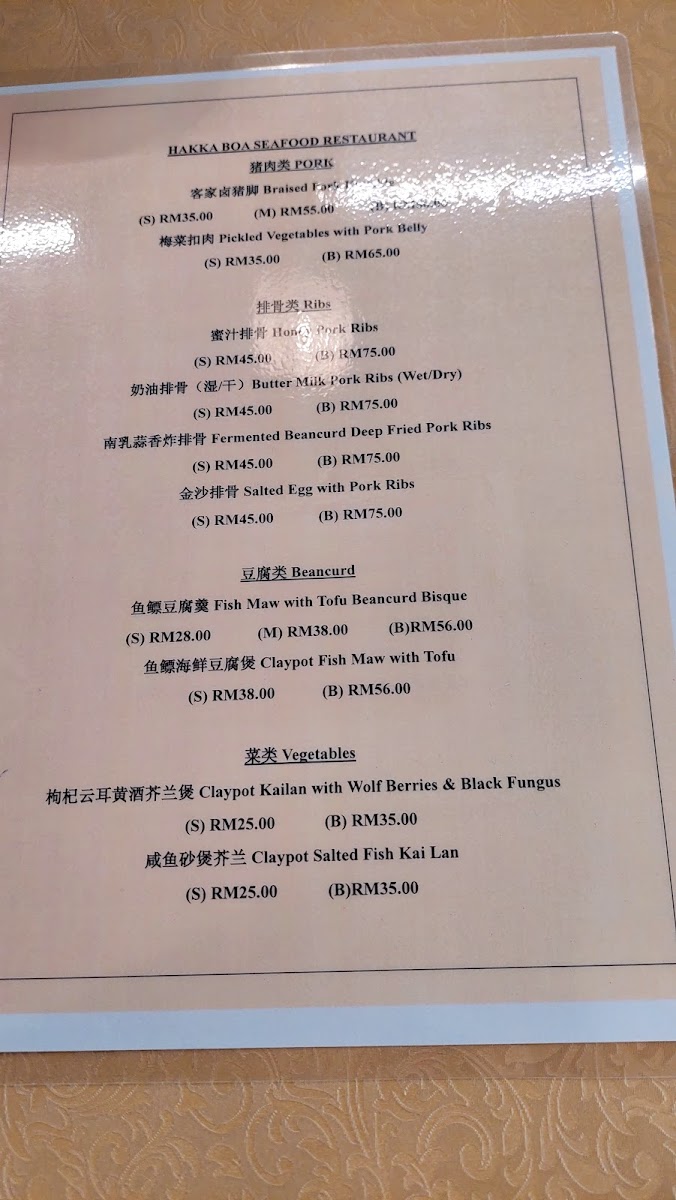 HAKKA BOA SEAFOOD RESTAURANT
猪肉类 PORK
客家卤猪脚 Braised
(S) RM35.00 (M) RM55.00
梅菜扣肉 Pickled Vegetables with Pork Belly
(S) RM35.00 (B) RM65.00
排骨类 Ribs
蜜汁排骨 Honey Pork Ribs
(S) RM45.00 (B) RM75.00
奶油排骨（湿/干）Butter Milk Pork Ribs (Wet/Dry)
(S) RM45.00 (B) RM75.00
南乳蒜香炸排骨 Fermented Beancurd Deep Fried Pork Ribs
(S) RM45.00 (B) RM75.00
金沙排骨 Salted Egg with Pork Ribs
(S) RM45.00 (B) RM75.00
豆腐类 Beancurd
鱼鳔豆腐羹 Fish Maw with Tofu Beancurd Bisque
(S) RM28.00 (M) RM38.00 (B)RM56.00
鱼鳔海鲜豆腐煲 Claypot Fish Maw with Tofu
(S) RM38.00 (B) RM56.00
菜类 Vegetables
枸杞云耳黄酒芥兰煲 Claypot Kailan with Wolf Berries & Black Fungus
(S) RM25.00 (B) RM35.00
咸鱼砂煲芥兰 Claypot Salted Fish Kai Lan
(S) RM25.00 (B)RM35.00